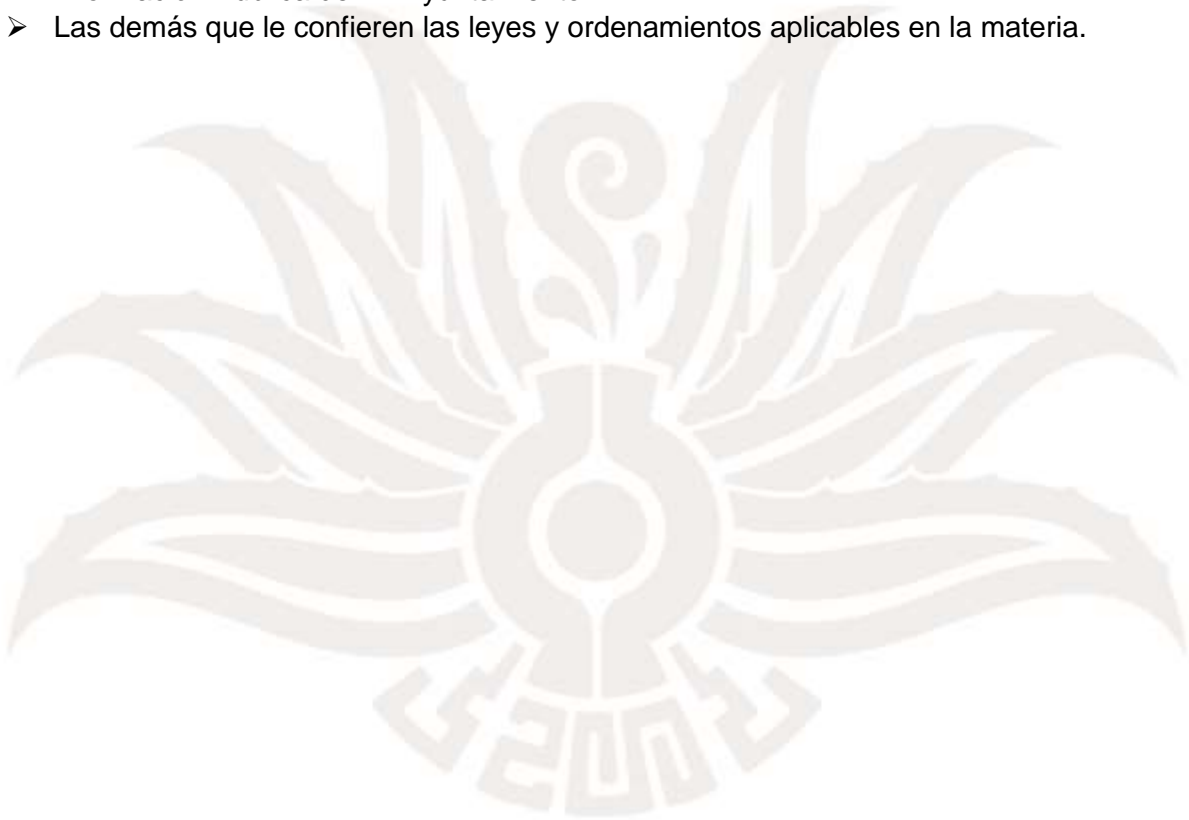 ➢ Las demás que le confieren las leyes y ordenamientos aplicables en la materia.